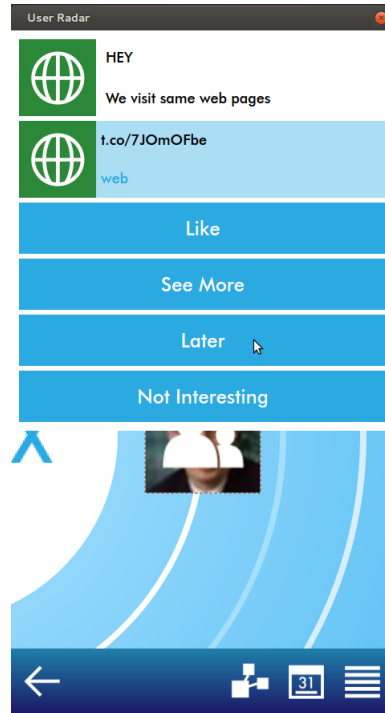 User Radar
HEY
We visit same web pages
t.co/7JOmOFbe
web
Like
See More
Later
Not Interesting
31